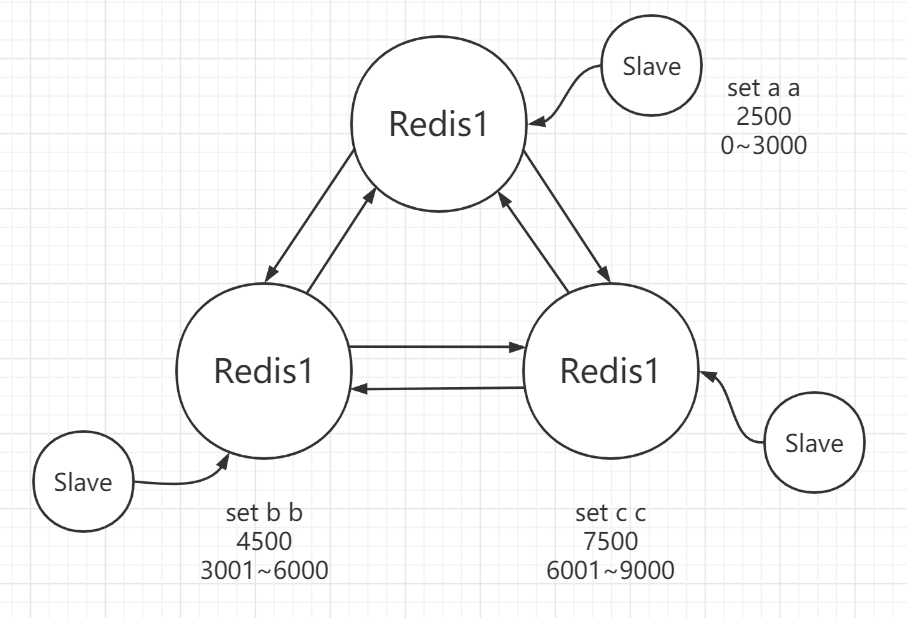 Redis1
Slave
set a a
2500
0~3000
Redis1
Redis1
Slave
Slave
set b b
4500
3001~6000
set c c
7500
6001~9000